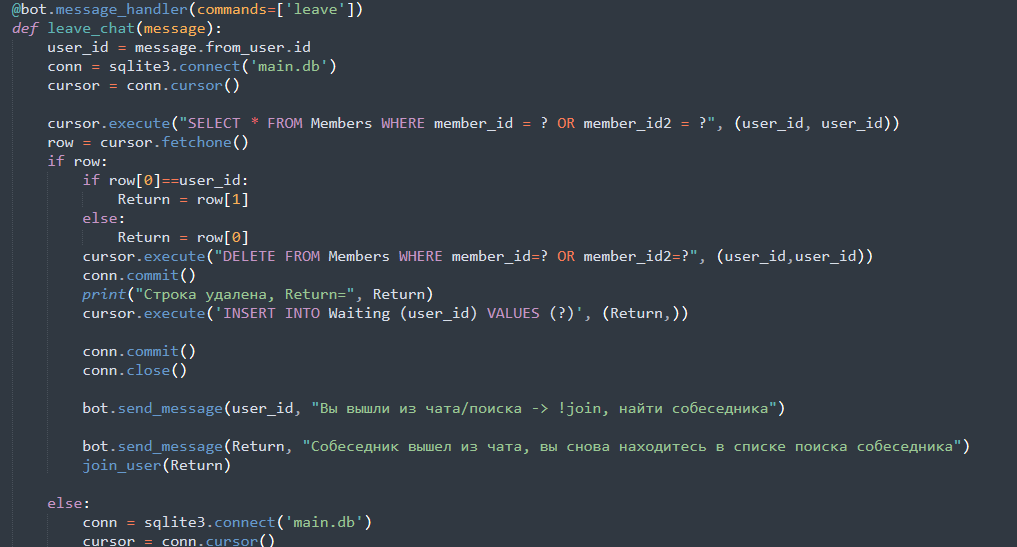 @bot.message_handler(commands=['leave'])
def leave_chat(message):
    user_id = message.from_user.id
    conn = sqlite3.connect('main.db')
    cursor = conn.cursor()

    cursor.execute("SELECT * FROM Members WHERE member_id = ? OR member_id2 = ?", (user_id, user_id))
    row = cursor.fetchone()
    if row:
        if row[0]==user_id:
            Return = row[1]
        else:
            Return = row[0]
        cursor.execute("DELETE FROM Members WHERE member_id=? OR member_id2=?", (user_id,user_id))
        conn.commit()
        print("Строка удалена, Return=", Return)
        cursor.execute('INSERT INTO Waiting (user_id) VALUES (?)', (Return,))

        conn.commit()
        conn.close()

        bot.send_message(user_id, "Вы вышли из чата/поиска -> !join, найти собеседника")

        bot.send_message(Return, "Собеседник вышел из чата, вы снова находитесь в списке поиска собеседника")
        join_user(Return)

    else:
        conn = sqlite3.connect('main.db')
        cursor = conn.cursor()